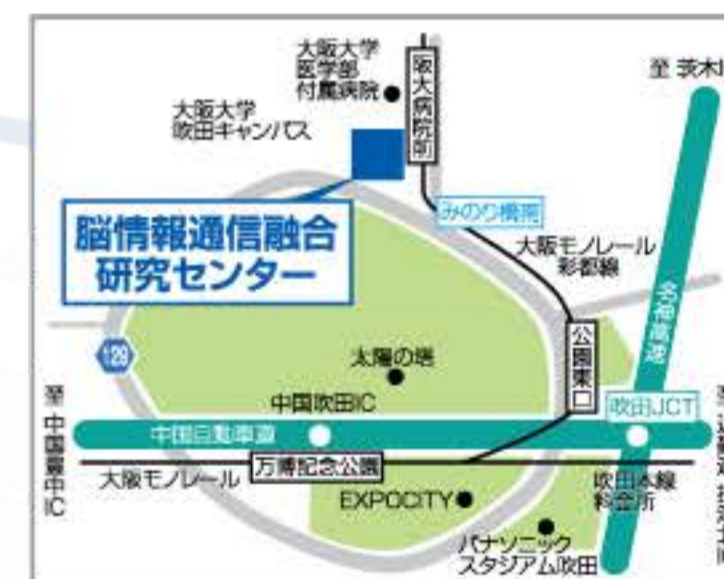 大阪大学
医学部
付属病院
阪大病院前
至 茨木I
大阪大学
吹田キャンパス
脳情報通信融合
研究センター
みのり橋南
大阪モノレール
彩都線
名神高速
129
太陽の塔
公園東口
至 中国豊中IC
中国吹田IC
吹田JCT
中国自動車道
大阪モノレール
万博記念公園
吹田本線
料金所
EXPOCITY
パナソニック
スタジアム吹田